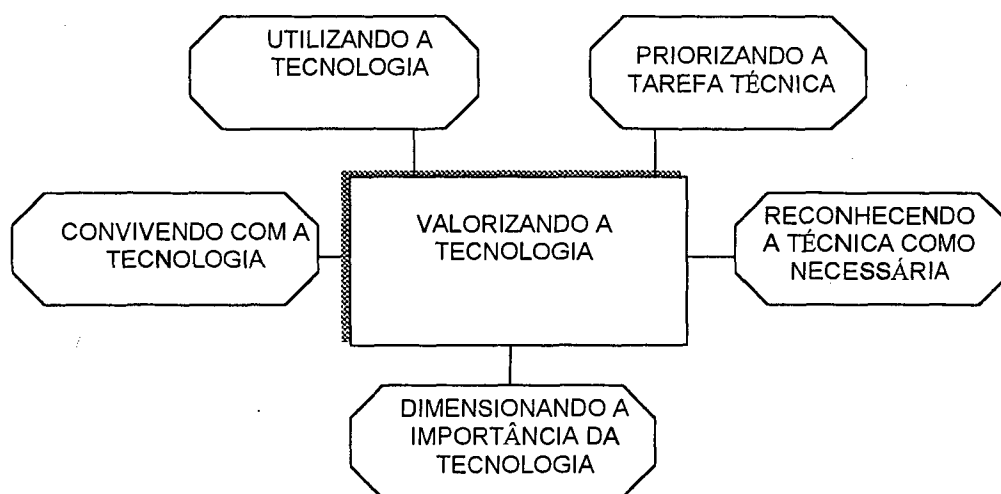 UTILIZANDO A
TECNOLOGIA
PRIORIZANDO A
TAREFA TÉCNICA
CONVIVENDO COM A
TECNOLOGIA
VALORIZANDO A
TECNOLOGIA
RECONHECENDO
A TÉCNICA COMO
NECESSÁRIA
DIMENSIONANDO A
IMPORTÂNCIA DA
TECNOLOGIA